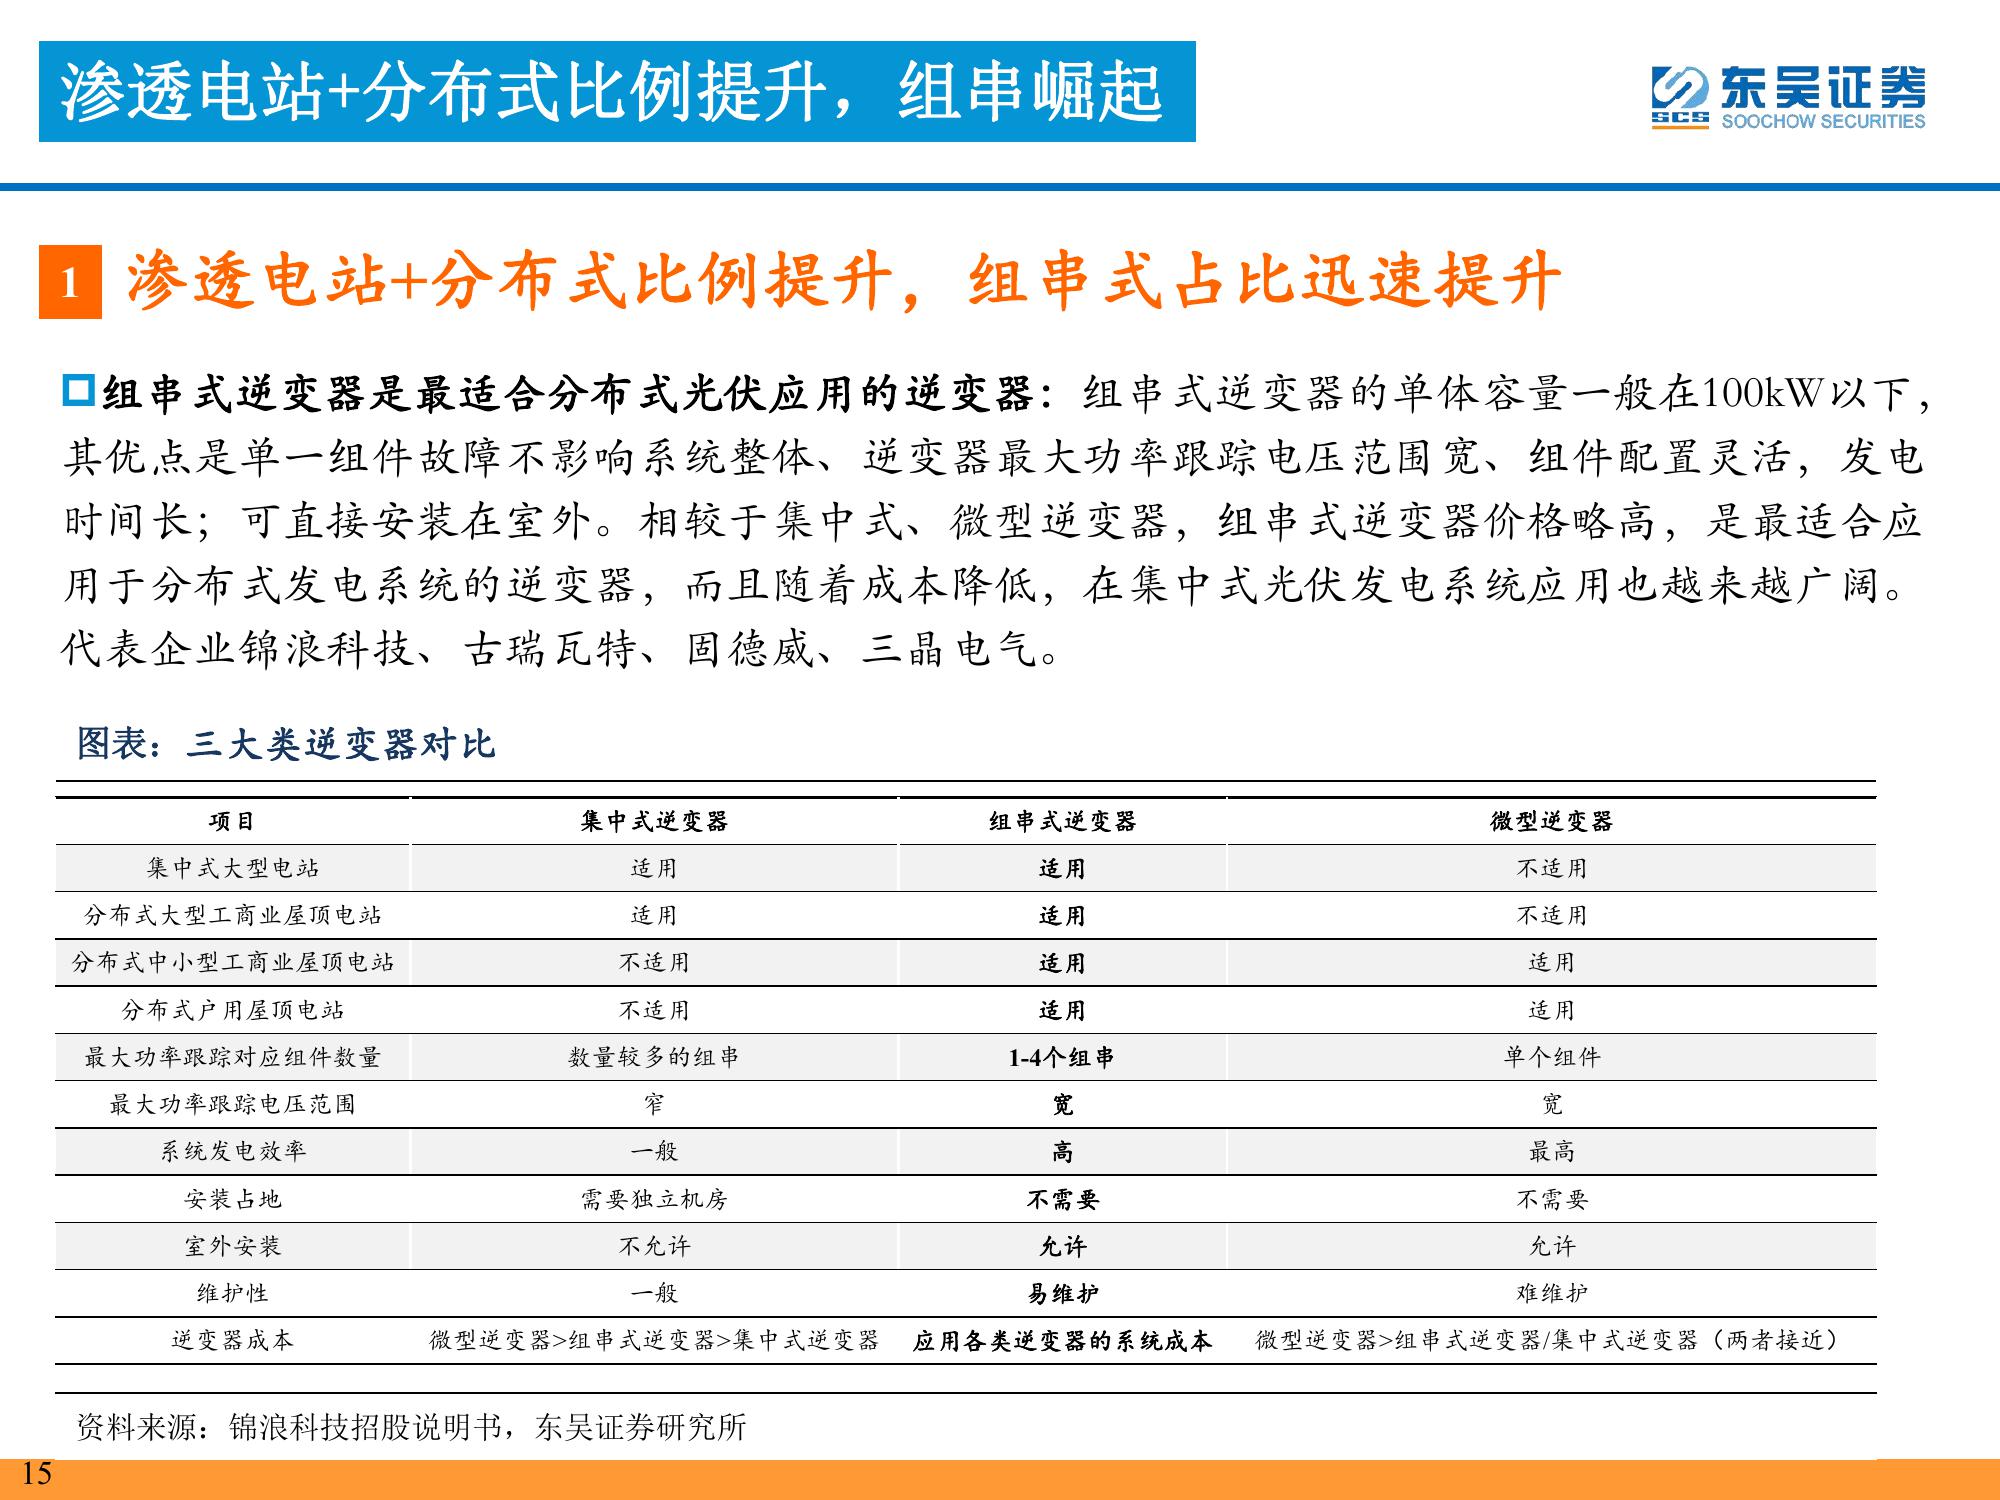 渗透电站+分布式比例提升，组串崛起
东吴证券
SCS SOOCHOW SECURITIES
1 渗透电站+分布式比例提升，组串式占比迅速提升
组串式逆变器是最适合分布式光伏应用的逆变器：组串式逆变器的单体容量一般在100kW以下，
其优点是单一组件故障不影响系统整体、逆变器最大功率跟踪电压范围宽、组件配置灵活，发电
时间长；可直接安装在室外。相较于集中式、微型逆变器，组串式逆变器价格略高，是最适合应
用于分布式发电系统的逆变器，而且随着成本降低，在集中式光伏发电系统应用也越来越广阔。
代表企业锦浪科技、古瑞瓦特、固德威、三晶电气。
图表：三大类逆变器对比
项目 集中式逆变器 组串式逆变器 微型逆变器
集中式大型电站 适用 适用 不适用
分布式大型工商业屋顶电站 适用 适用 不适用
分布式中小型工商业屋顶电站 不适用 适用 适用
分布式户用屋顶电站 不适用 适用 适用
最大功率跟踪对应组件数量 数量较多的组串 1-4个组串 单个组件
最大功率跟踪电压范围 窄 宽 宽
系统发电效率 一般 高 最高
安装占地 需要独立机房 不需要 不需要
室外安装 不允许 允许 允许
维护性 一般 易维护 难维护
逆变器成本 微型逆变器>组串式逆变器>集中式逆变器 应用各类逆变器的系统成本 微型逆变器>组串式逆变器/集中式逆变器（两者接近）
资料来源：锦浪科技招股说明书，东吴证券研究所
15